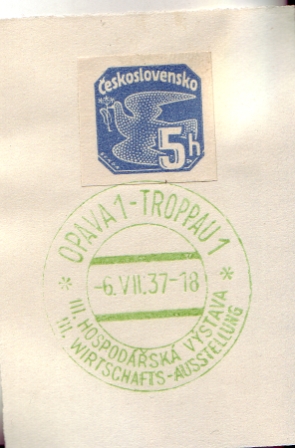 Československo
5h
OPAVA 1 - TROPPAU 1
-6.VII.37-18
III. HOSPODÁŘSKÁ VÝSTAVA
III. WIRTSCHAFTS-AUSSTELLUNG